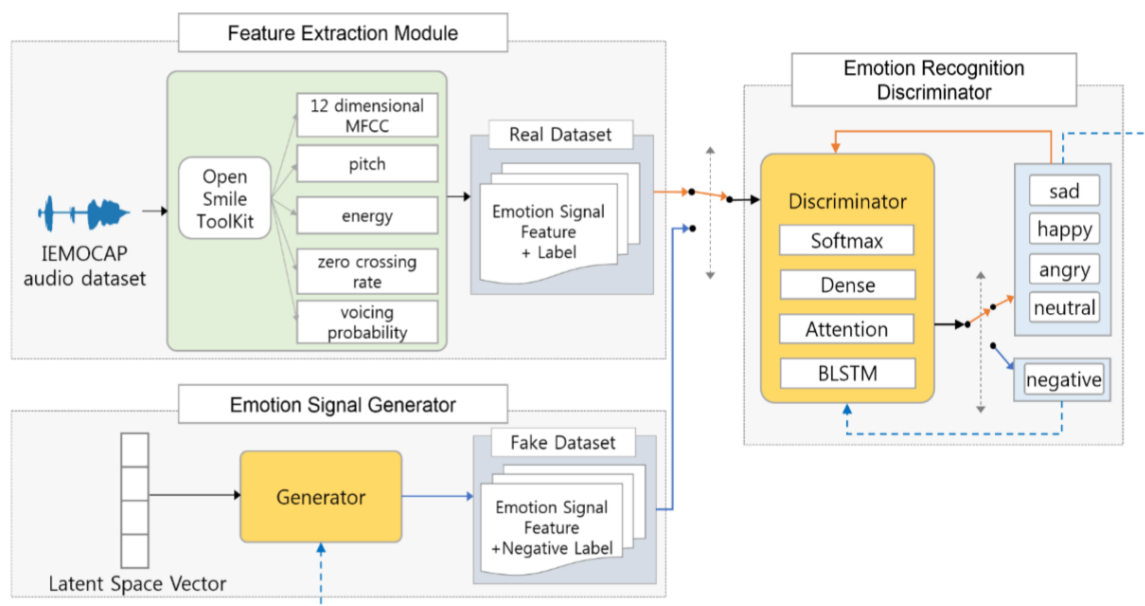 Feature Extraction Module
IEMOCAP
audio dataset
Open
Smile
ToolKit
12 dimensional
MFCC
pitch
energy
zero crossing
rate
voicing
probability
Real Dataset
Emotion Signal
Feature
+ Label
Emotion Signal Generator
Latent Space Vector
Generator
Fake Dataset
Emotion Signal
Feature
+Negative Label
Emotion Recognition
Discriminator
Discriminator
Softmax
Dense
Attention
BLSTM
sad
happy
angry
neutral
negative